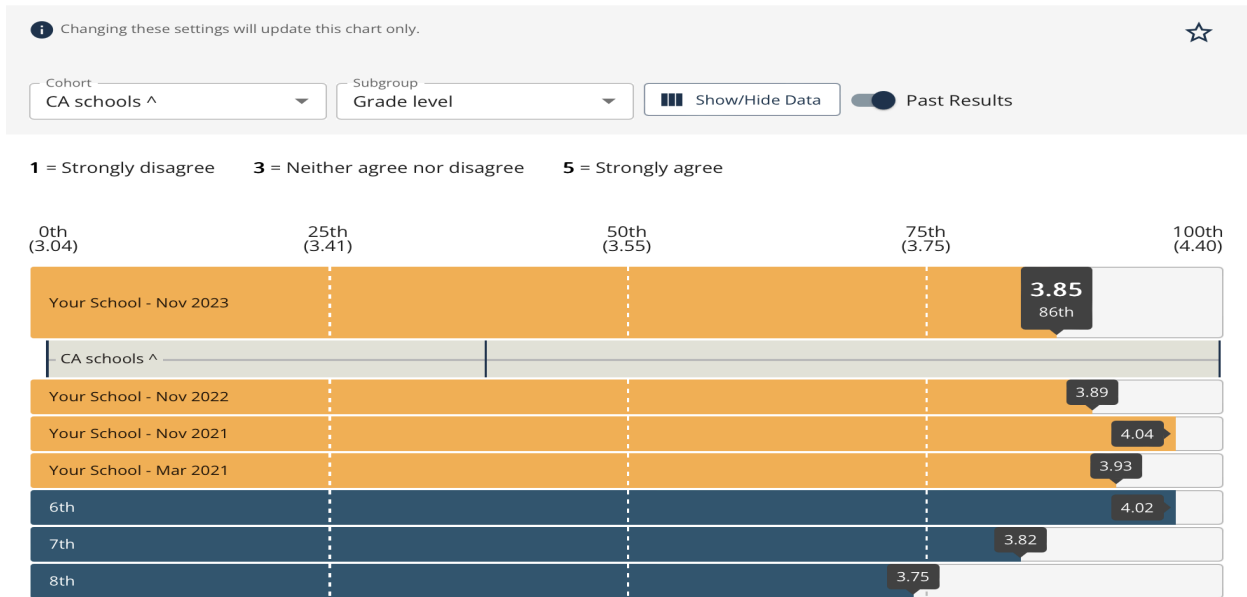 Changing these settings will update this chart only.
Cohort
CA schools ^
Subgroup
Grade level
Show/Hide Data
Past Results
1 = Strongly disagree 3 = Neither agree nor disagree 5 = Strongly agree
0th 25th 50th 75th 100th
(3.04) (3.41) (3.55) (3.75) (4.40)
Your School - Nov 2023
3.85
86th
CA schools ^
Your School - Nov 2022 3.89
Your School - Nov 2021 4.04
Your School - Mar 2021 3.93
6th 4.02
7th 3.82
8th 3.75